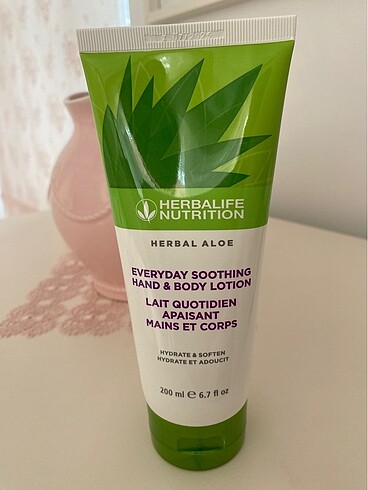 HERBALIFE
NUTRITION
HERBAL ALOE
EVERYDAY SOOTHING
HAND & BODY LOTION
LAIT QUOTIDIEN
APAISANT
MAINS ET CORPS
HYDRATE & SOFTEN
HYDRATE ET ADOUCIT
200 ml ℮ 6.7 fl oz